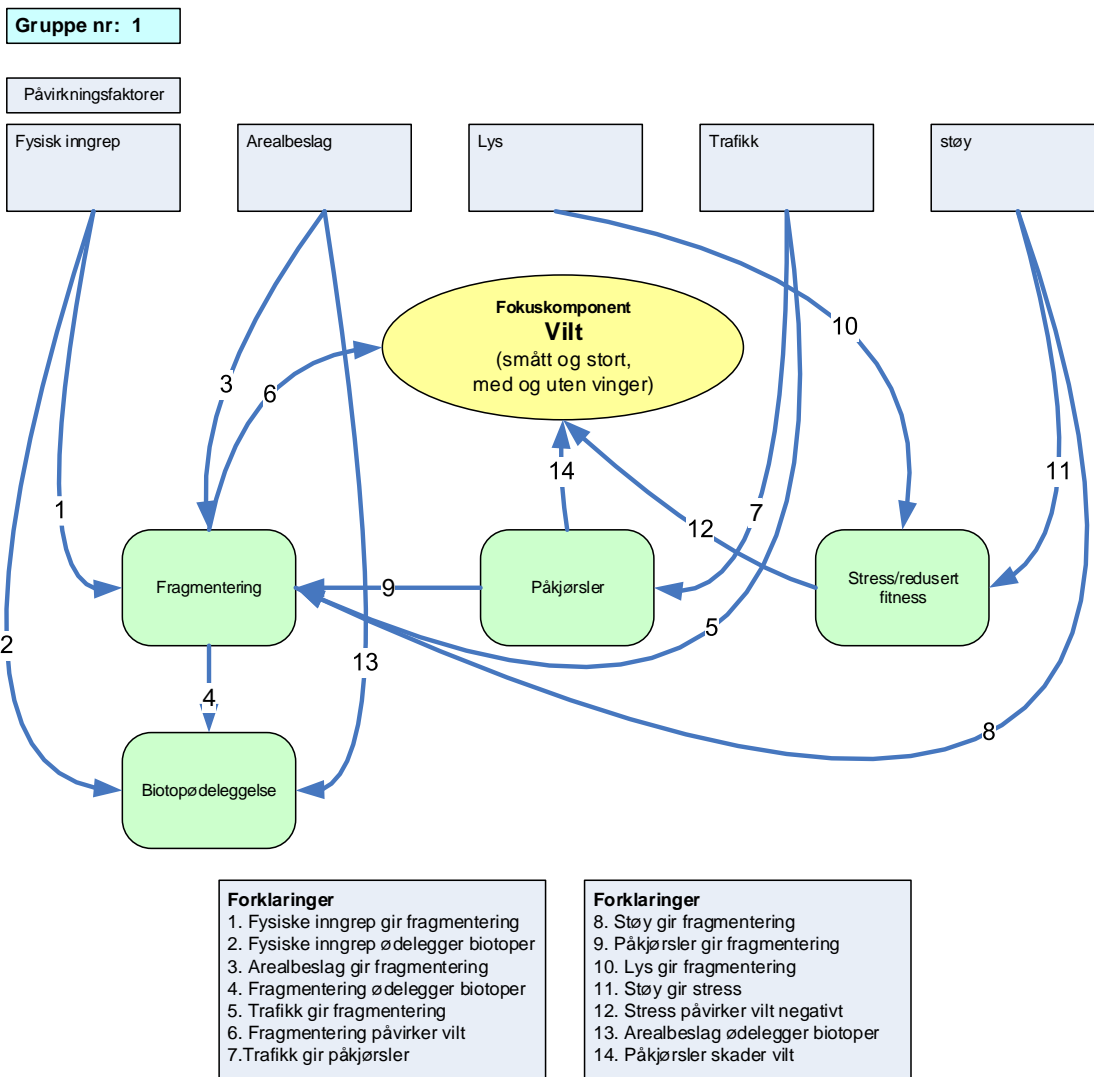 Gruppe nr: 1
Påvirkningsfaktorer
Fysisk inngrep
Arealbeslag
Lys
Trafikk
støy
Fokuskomponent
Vilt
(smått og stort,
med og uten vinger)
10
3
6
14
11
1
7
12
Fragmentering
9
Påkjørsler
Stress/redusert
fitness
2
5
13
4
8
Biotopødeleggelse
Forklaringer
1. Fysiske inngrep gir fragmentering
2. Fysiske inngrep ødelegger biotoper
3. Arealbeslag gir fragmentering
4. Fragmentering ødelegger biotoper
5. Trafikk gir fragmentering
6. Fragmentering påvirker vilt
7.Trafikk gir påkjørsler
Forklaringer
8. Støy gir fragmentering
9. Påkjørsler gir fragmentering
10. Lys gir fragmentering
11. Støy gir stress
12. Stress påvirker vilt negativt
13. Arealbeslag ødelegger biotoper
14. Påkjørsler skader vilt